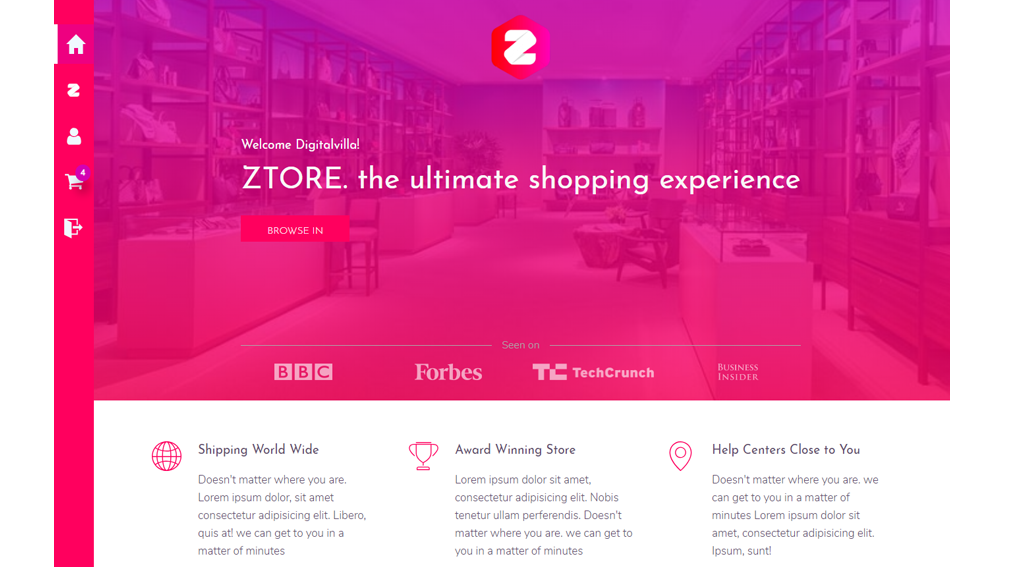 Z
Z
4
Welcome Digitalvilla!
ZTORE. the ultimate shopping experience
BROWSE IN
Seen on
BBC
Forbes
TC TechCrunch
BUSINESS
INSIDER
Shipping World Wide
Doesn't matter where you are.
Lorem ipsum dolor, sit amet
consectetur adipisicing elit. Libero,
quis at! we can get to you in a
matter of minutes
Award Winning Store
Lorem ipsum dolor sit amet,
consectetur adipisicing elit. Nobis
tenetur ullam perferendis. Doesn't
matter where you are. we can get to
you in a matter of minutes
Help Centers Close to You
Doesn't matter where you are. we
can get to you in a matter of
minutes Lorem ipsum dolor sit
amet, consectetur adipisicing elit.
Ipsum, sunt!